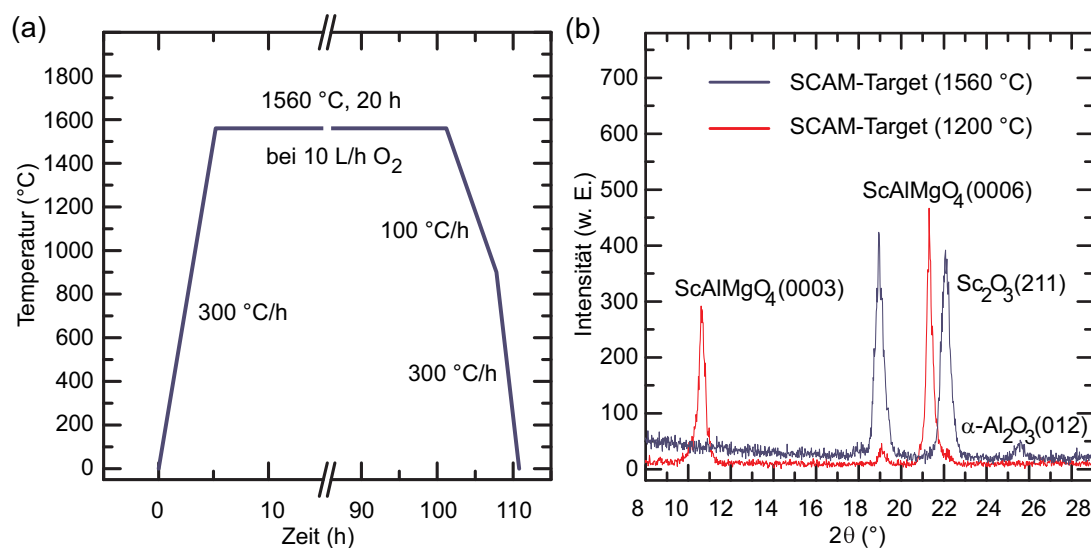 (a)
1800
1600
1400
1200
1000
800
600
400
200
0
Temperatur (°C)
1560 °C, 20 h
bei 10 L/h O₂
100 °C/h
300 °C/h
300 °C/h
0 10 90 100 110
Zeit (h)
(b)
700
600
500
400
300
200
100
0
Intensität (w. E.)
SCAM-Target (1560 °C)
SCAM-Target (1200 °C)
ScAlMgO₄(0006)
ScAlMgO₄(0003)
Sc₂O₃(211)
α-Al₂O₃(012)
8 10 12 14 16 18 20 22 24 26 28
2θ (°)